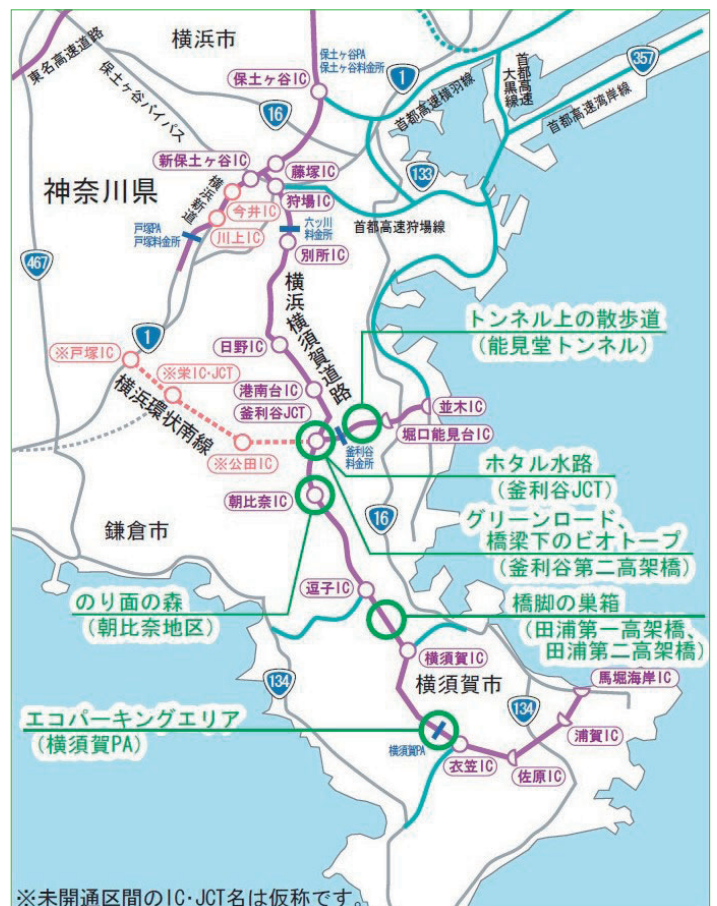 横浜市
保土ヶ谷PA
保土ヶ谷料金所
東名高速道路
保土ヶ谷バイパス
保土ヶ谷IC
1
16
首都高速横羽線
首都高速
大黒線
357
首都高速湾岸線
神奈川県
新保土ヶ谷IC
藤塚IC
狩場IC
133
横浜新道
今井IC
川上IC
戸塚PA
戸塚料金所
六ッ川
料金所
首都高速狩場線
別所IC
467
横浜横須賀道路
1
日野IC
トンネル上の散歩道
(能見堂トンネル)
※戸塚IC
※栄IC・JCT
横浜環状南線
港南台IC
釜利谷JCT
並木IC
堀口能見台IC
釜利谷
料金所
※公田IC
ホタル水路
(釜利谷JCT)
朝比奈IC
16
グリーンロード、
橋梁下のビオトープ
(釜利谷第二高架橋)
鎌倉市
のり面の森
(朝比奈地区)
逗子IC
橋脚の巣箱
(田浦第一高架橋、
田浦第二高架橋)
横須賀IC
134
横須賀市
134
馬堀海岸IC
エコパーキングエリア
(横須賀PA)
浦賀IC
横須賀PA
衣笠IC
佐原IC
※未開通区間のIC・JCT名は仮称です。